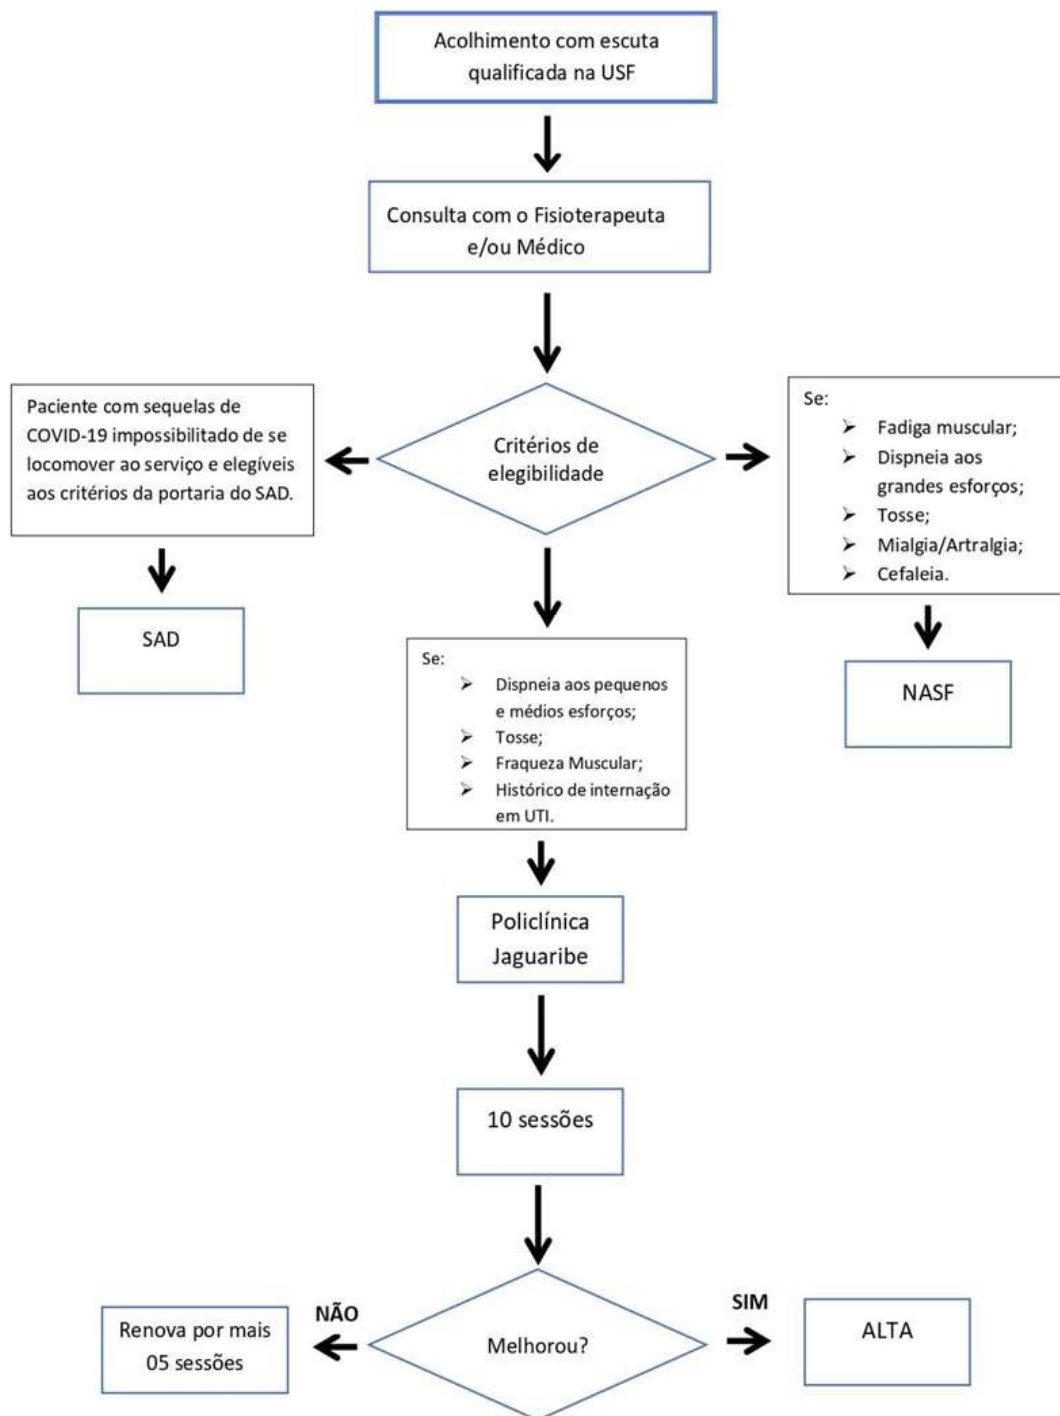 Acolhimento com escuta
qualificada na USF
Consulta com o Fisioterapeuta
e/ou Médico
Critérios de
elegibilidade
Paciente com sequelas de
COVID-19 impossibilitado de se
locomover ao serviço e elegíveis
aos critérios da portaria do SAD.
SAD
Se:
➢ Dispneia aos pequenos
e médios esforços;
➢ Tosse;
➢ Fraqueza Muscular;
➢ Histórico de internação
em UTI.
Se:
➢ Fadiga muscular;
➢ Dispneia aos
grandes esforços;
➢ Tosse;
➢ Mialgia/Artralgia;
➢ Cefaleia.
NASF
Policlínica
Jaguaribe
10 sessões
Melhorou?
NÃO
Renova por mais
05 sessões
SIM
ALTA